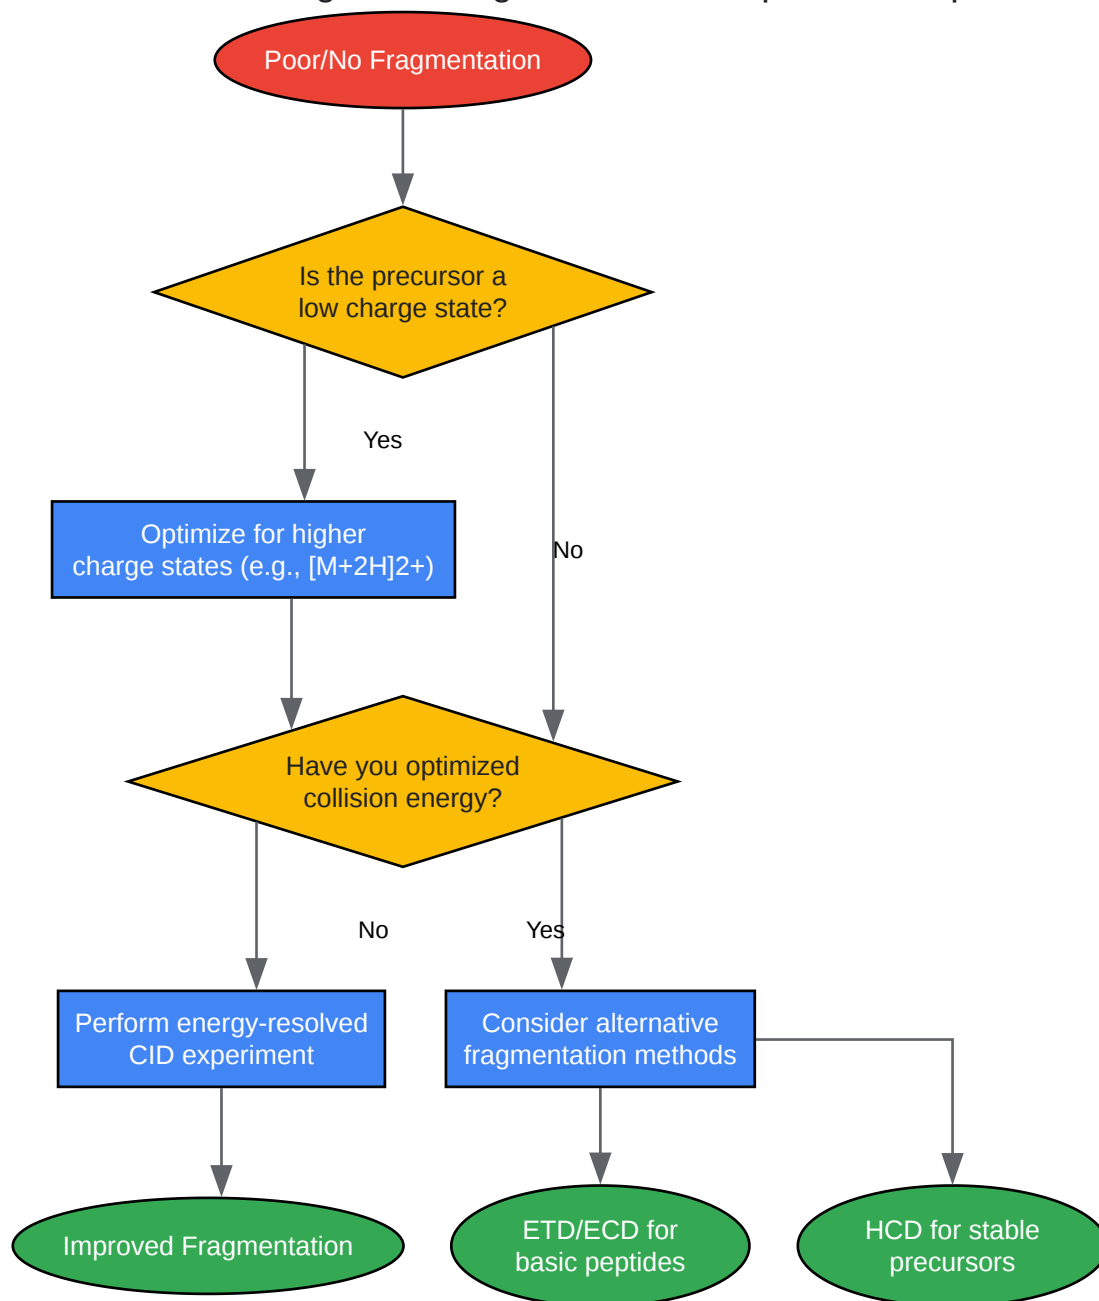 Poor/No Fragmentation
Is the precursor a
low charge state?
Yes
Optimize for higher
charge states (e.g., [M+2H]2+)
No
Have you optimized
collision energy?
No
Yes
Perform energy-resolved
CID experiment
Consider alternative
fragmentation methods
Improved Fragmentation
ETD/ECD for
basic peptides
HCD for stable
precursors